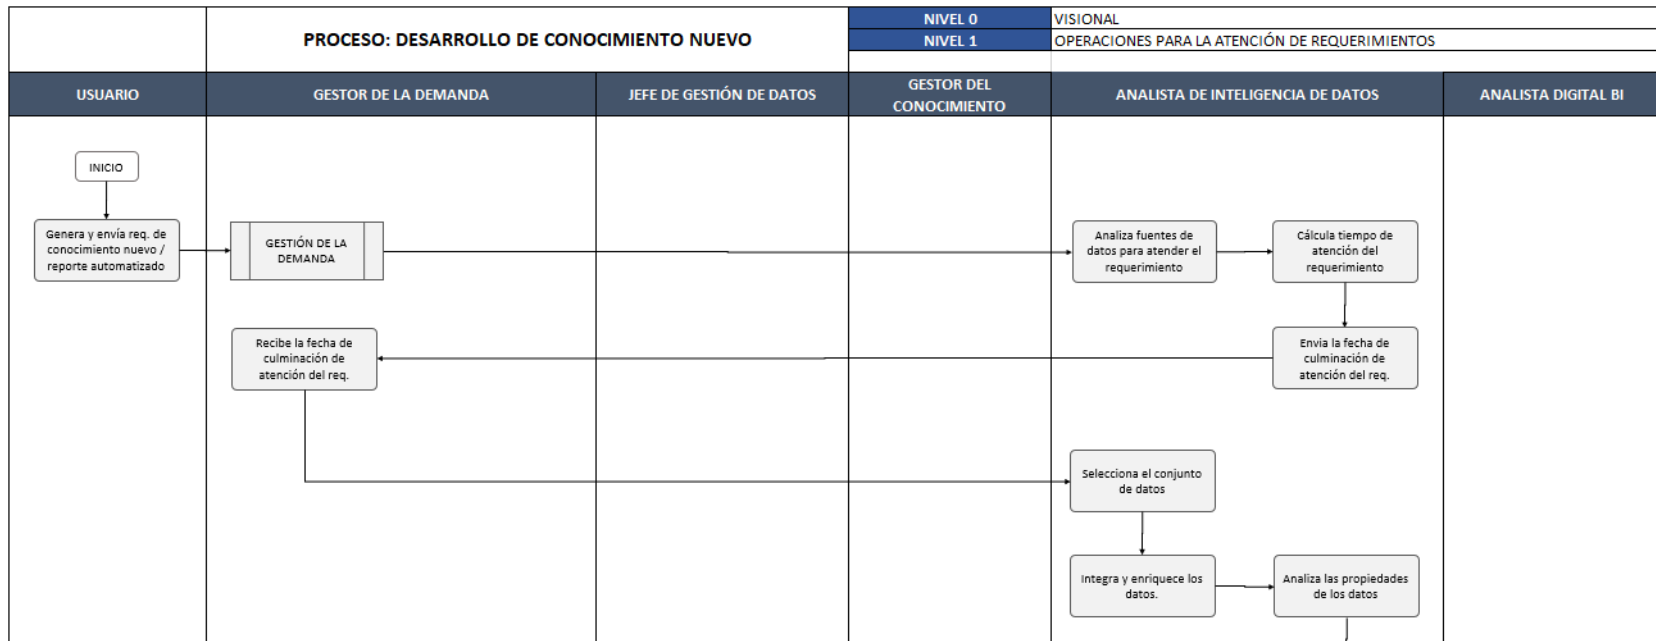 PROCESO: DESARROLLO DE CONOCIMIENTO NUEVO
NIVEL 0
VISIONAL
NIVEL 1
OPERACIONES PARA LA ATENCIÓN DE REQUERIMIENTOS
USUARIO
GESTOR DE LA DEMANDA
JEFE DE GESTIÓN DE DATOS
GESTOR DEL
CONOCIMIENTO
ANALISTA DE INTELIGENCIA DE DATOS
ANALISTA DIGITAL BI
INICIO
Genera y envía req. de
conocimiento nuevo /
reporte automatizado
GESTIÓN DE LA
DEMANDA
Analiza fuentes de
datos para atender el
requerimiento
Cálcula tiempo de
atención del
requerimiento
Recibe la fecha de
culminación de
atención del req.
Envia la fecha de
culminación de
atención del req.
Selecciona el conjunto
de datos
Integra y enriquece los
datos.
Analiza las propiedades
de los datos